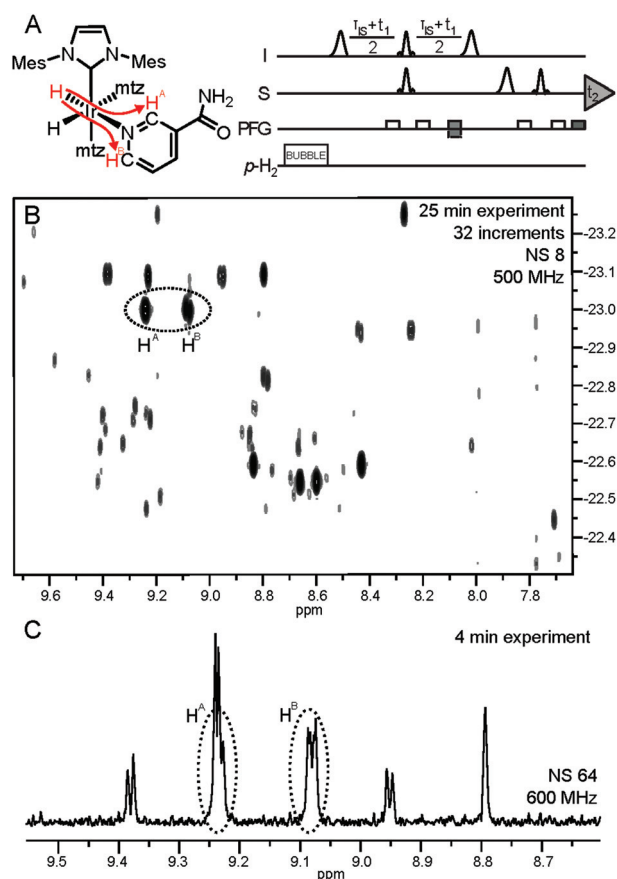 A
N
N
Mes
Mes
H
Ir
mtz
H
mtz
N
H^A
H^B
NH₂
O
I
τ_IS + t₁
2
τ_IS + t₁
2
S
t₂
PFG
p-H₂
BUBBLE
B
25 min experiment
32 increments
NS 8
500 MHz
H^A
H^B
-23.2
-23.1
-23.0
-22.9
-22.8
-22.7
-22.6
-22.5
-22.4
9.6 9.4 9.2 9.0 8.8 8.6 8.4 8.2 8.0 7.8
ppm
C
4 min experiment
H^A
H^B
NS 64
600 MHz
9.5 9.4 9.3 9.2 9.1 9.0 8.9 8.8 8.7
ppm